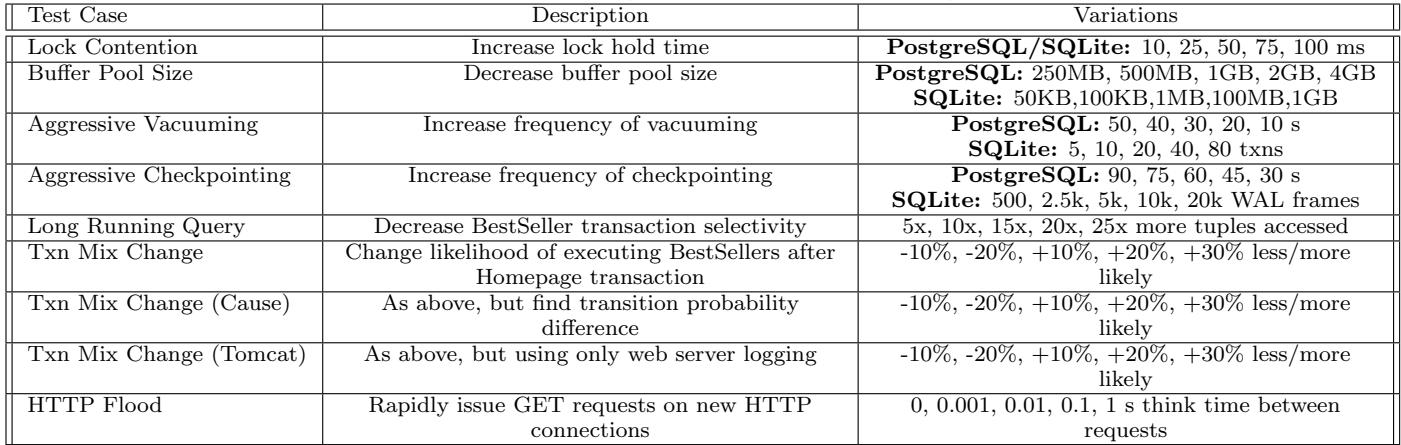 Test Case Description Variations
Lock Contention Increase lock hold time PostgreSQL/SQLite: 10, 25, 50, 75, 100 ms
Buffer Pool Size Decrease buffer pool size PostgreSQL: 250MB, 500MB, 1GB, 2GB, 4GB
SQLite: 50KB,100KB,1MB,100MB,1GB
Aggressive Vacuuming Increase frequency of vacuuming PostgreSQL: 50, 40, 30, 20, 10 s
SQLite: 5, 10, 20, 40, 80 txns
Aggressive Checkpointing Increase frequency of checkpointing PostgreSQL: 90, 75, 60, 45, 30 s
SQLite: 500, 2.5k, 5k, 10k, 20k WAL frames
Long Running Query Decrease BestSeller transaction selectivity 5x, 10x, 15x, 20x, 25x more tuples accessed
Txn Mix Change Change likelihood of executing BestSellers after -10%, -20%, +10%, +20%, +30% less/more
Homepage transaction likely
Txn Mix Change (Cause) As above, but find transition probability -10%, -20%, +10%, +20%, +30% less/more
difference likely
Txn Mix Change (Tomcat) As above, but using only web server logging -10%, -20%, +10%, +20%, +30% less/more
likely
HTTP Flood Rapidly issue GET requests on new HTTP 0, 0.001, 0.01, 0.1, 1 s think time between
connections requests